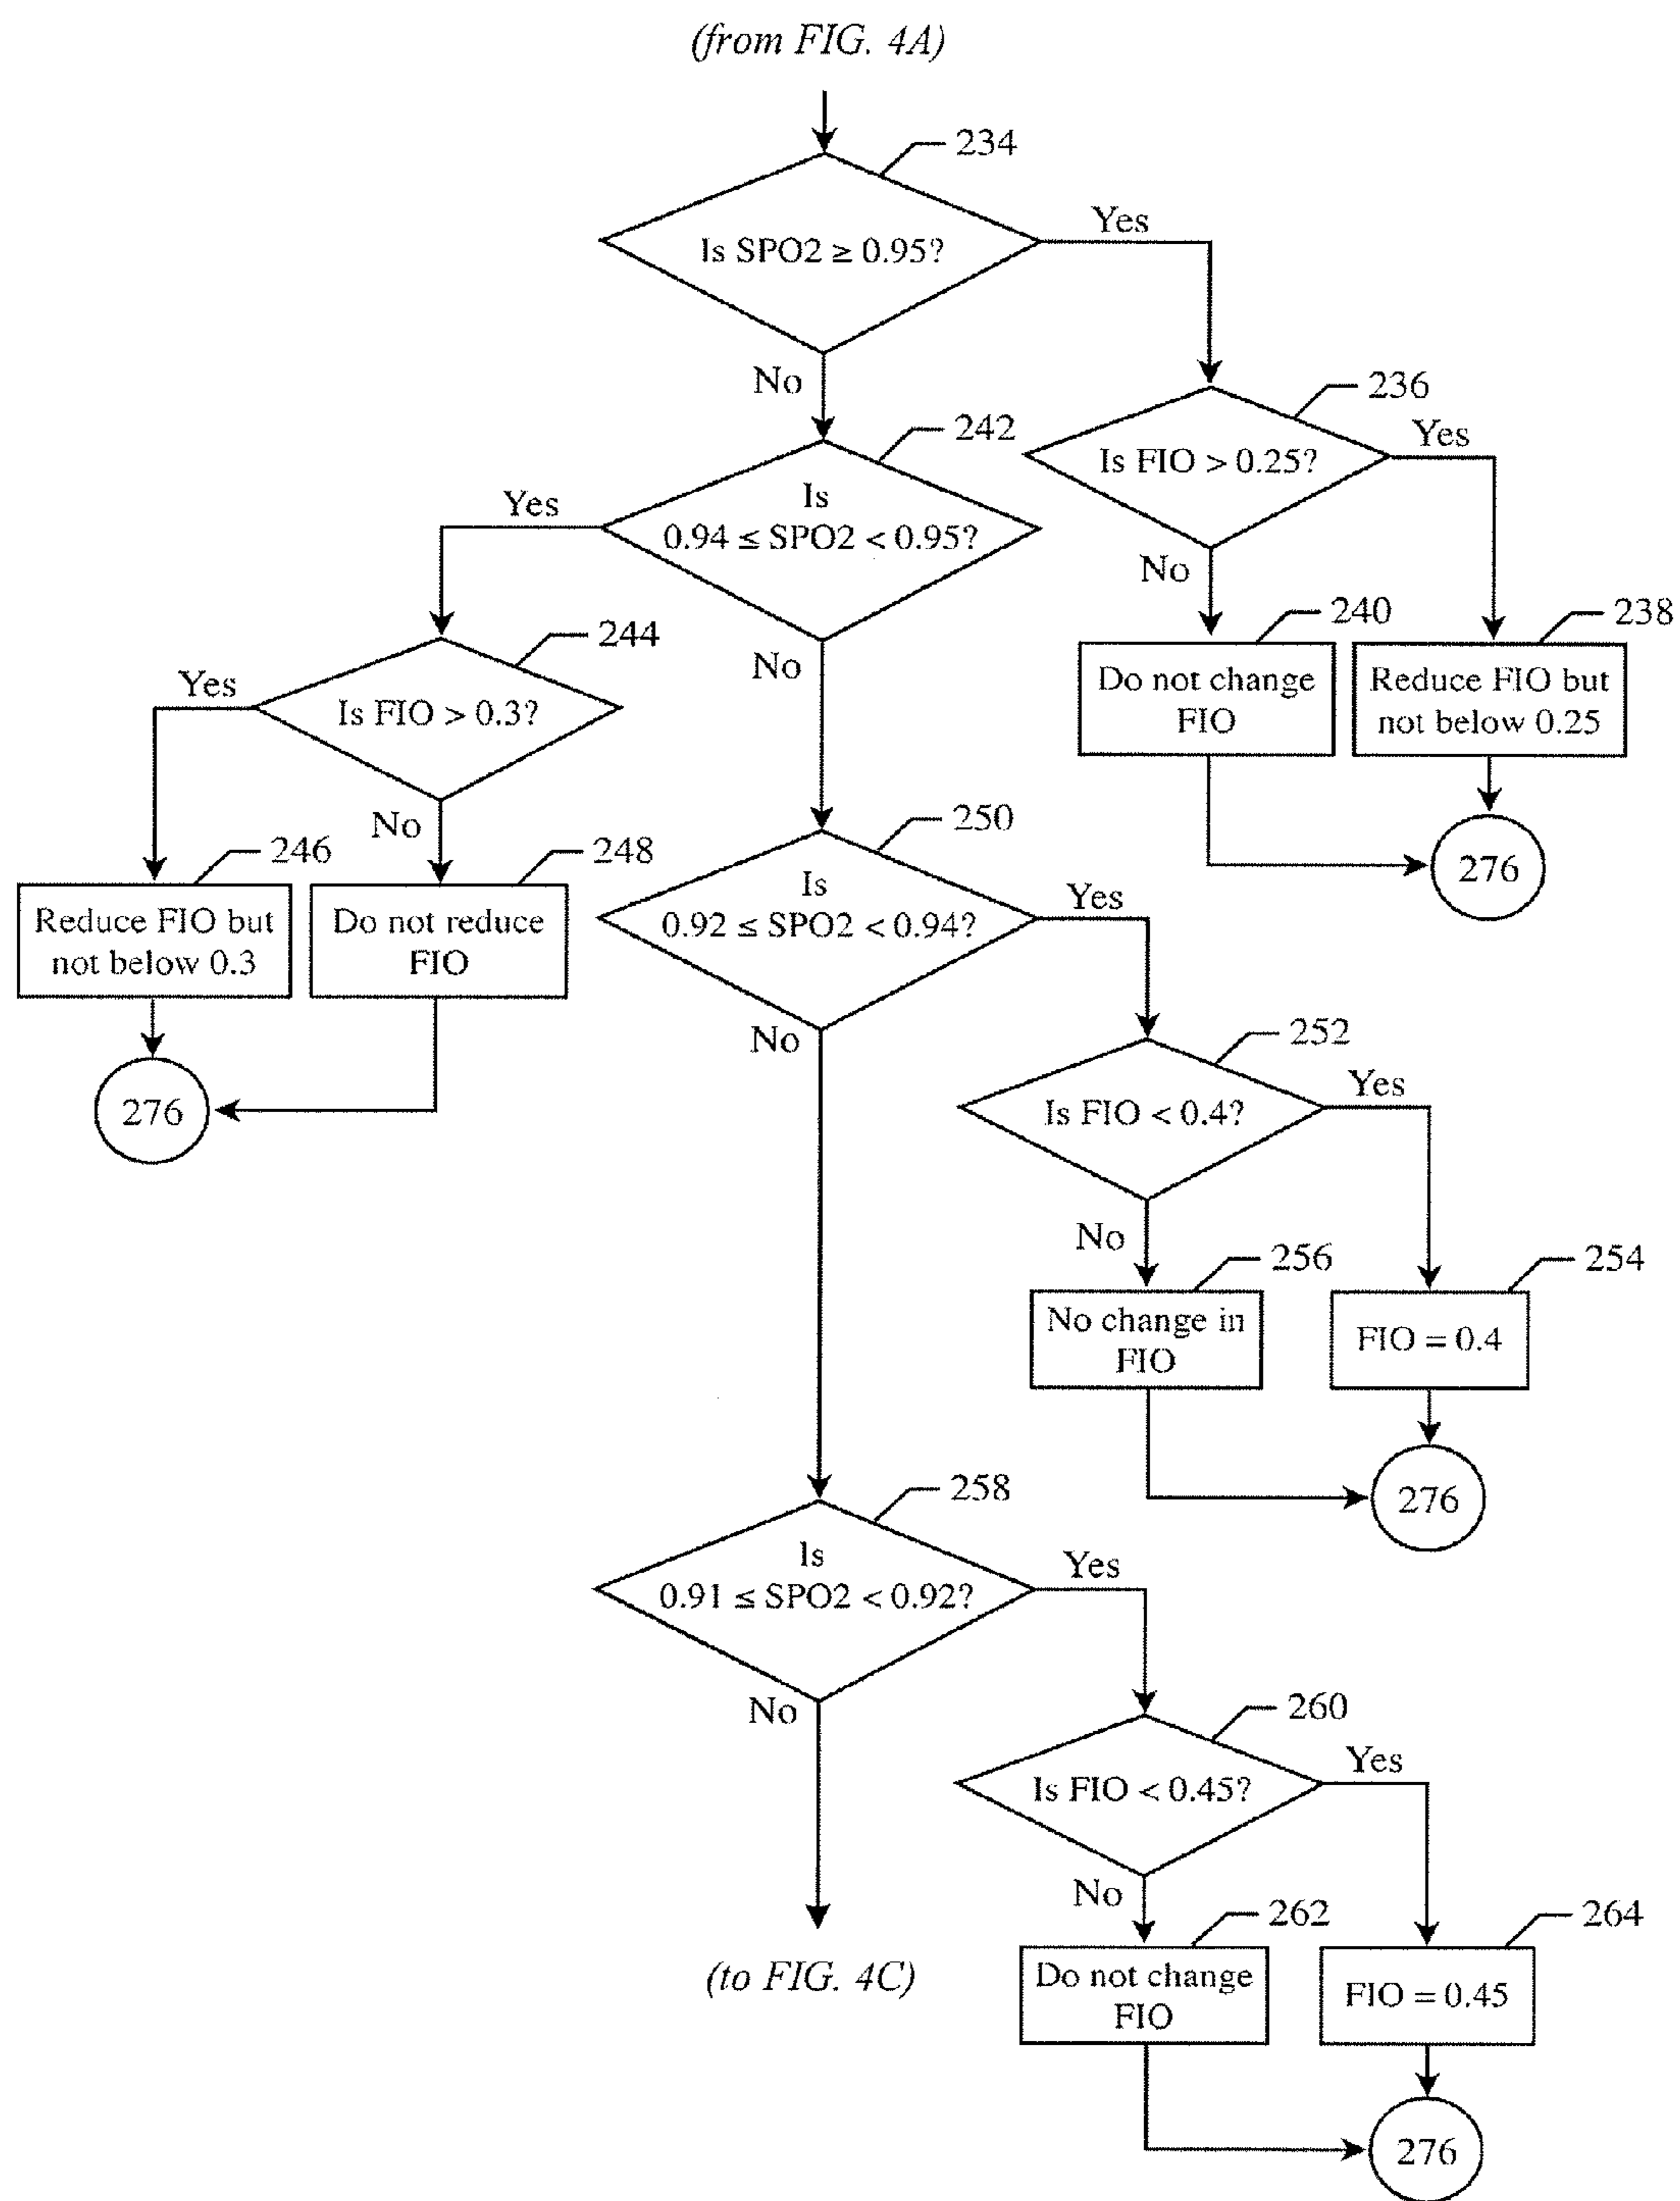 (from FIG. 4A)
234
Is SPO2 ≥ 0.95?
Yes
No
236
Is FIO > 0.25?
Yes
No
242
Is
0.94 ≤ SPO2 < 0.95?
Yes
No
240
Do not change
FIO
238
Reduce FIO but
not below 0.25
276
244
Is FIO > 0.3?
Yes
No
246
Reduce FIO but
not below 0.3
248
Do not reduce
FIO
276
250
Is
0.92 ≤ SPO2 < 0.94?
Yes
No
252
Is FIO < 0.4?
Yes
No
256
No change in
FIO
254
FIO = 0.4
276
258
Is
0.91 ≤ SPO2 < 0.92?
Yes
No
260
Is FIO < 0.45?
Yes
No
262
Do not change
FIO
264
FIO = 0.45
276
(to FIG. 4C)